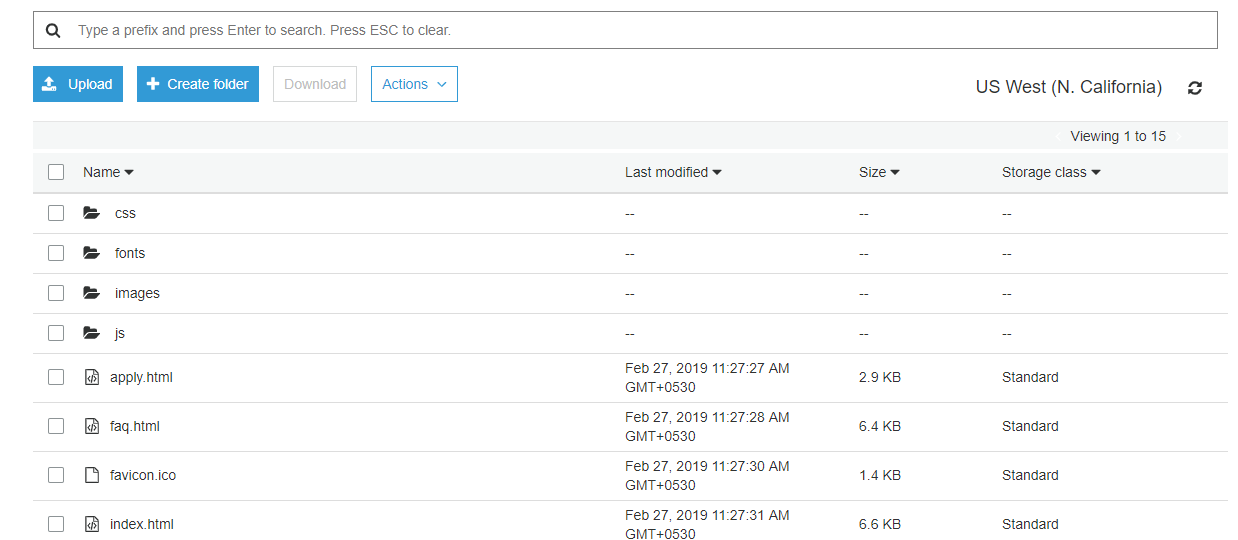 Type a prefix and press Enter to search. Press ESC to clear.
Upload Create folder Download Actions US West (N. California)
Viewing 1 to 15
Name Last modified Size Storage class
css -- -- --
fonts -- -- --
images -- -- --
js -- -- --
apply.html Feb 27, 2019 11:27:27 AM GMT+0530 2.9 KB Standard
faq.html Feb 27, 2019 11:27:28 AM GMT+0530 6.4 KB Standard
favicon.ico Feb 27, 2019 11:27:30 AM GMT+0530 1.4 KB Standard
index.html Feb 27, 2019 11:27:31 AM GMT+0530 6.6 KB Standard